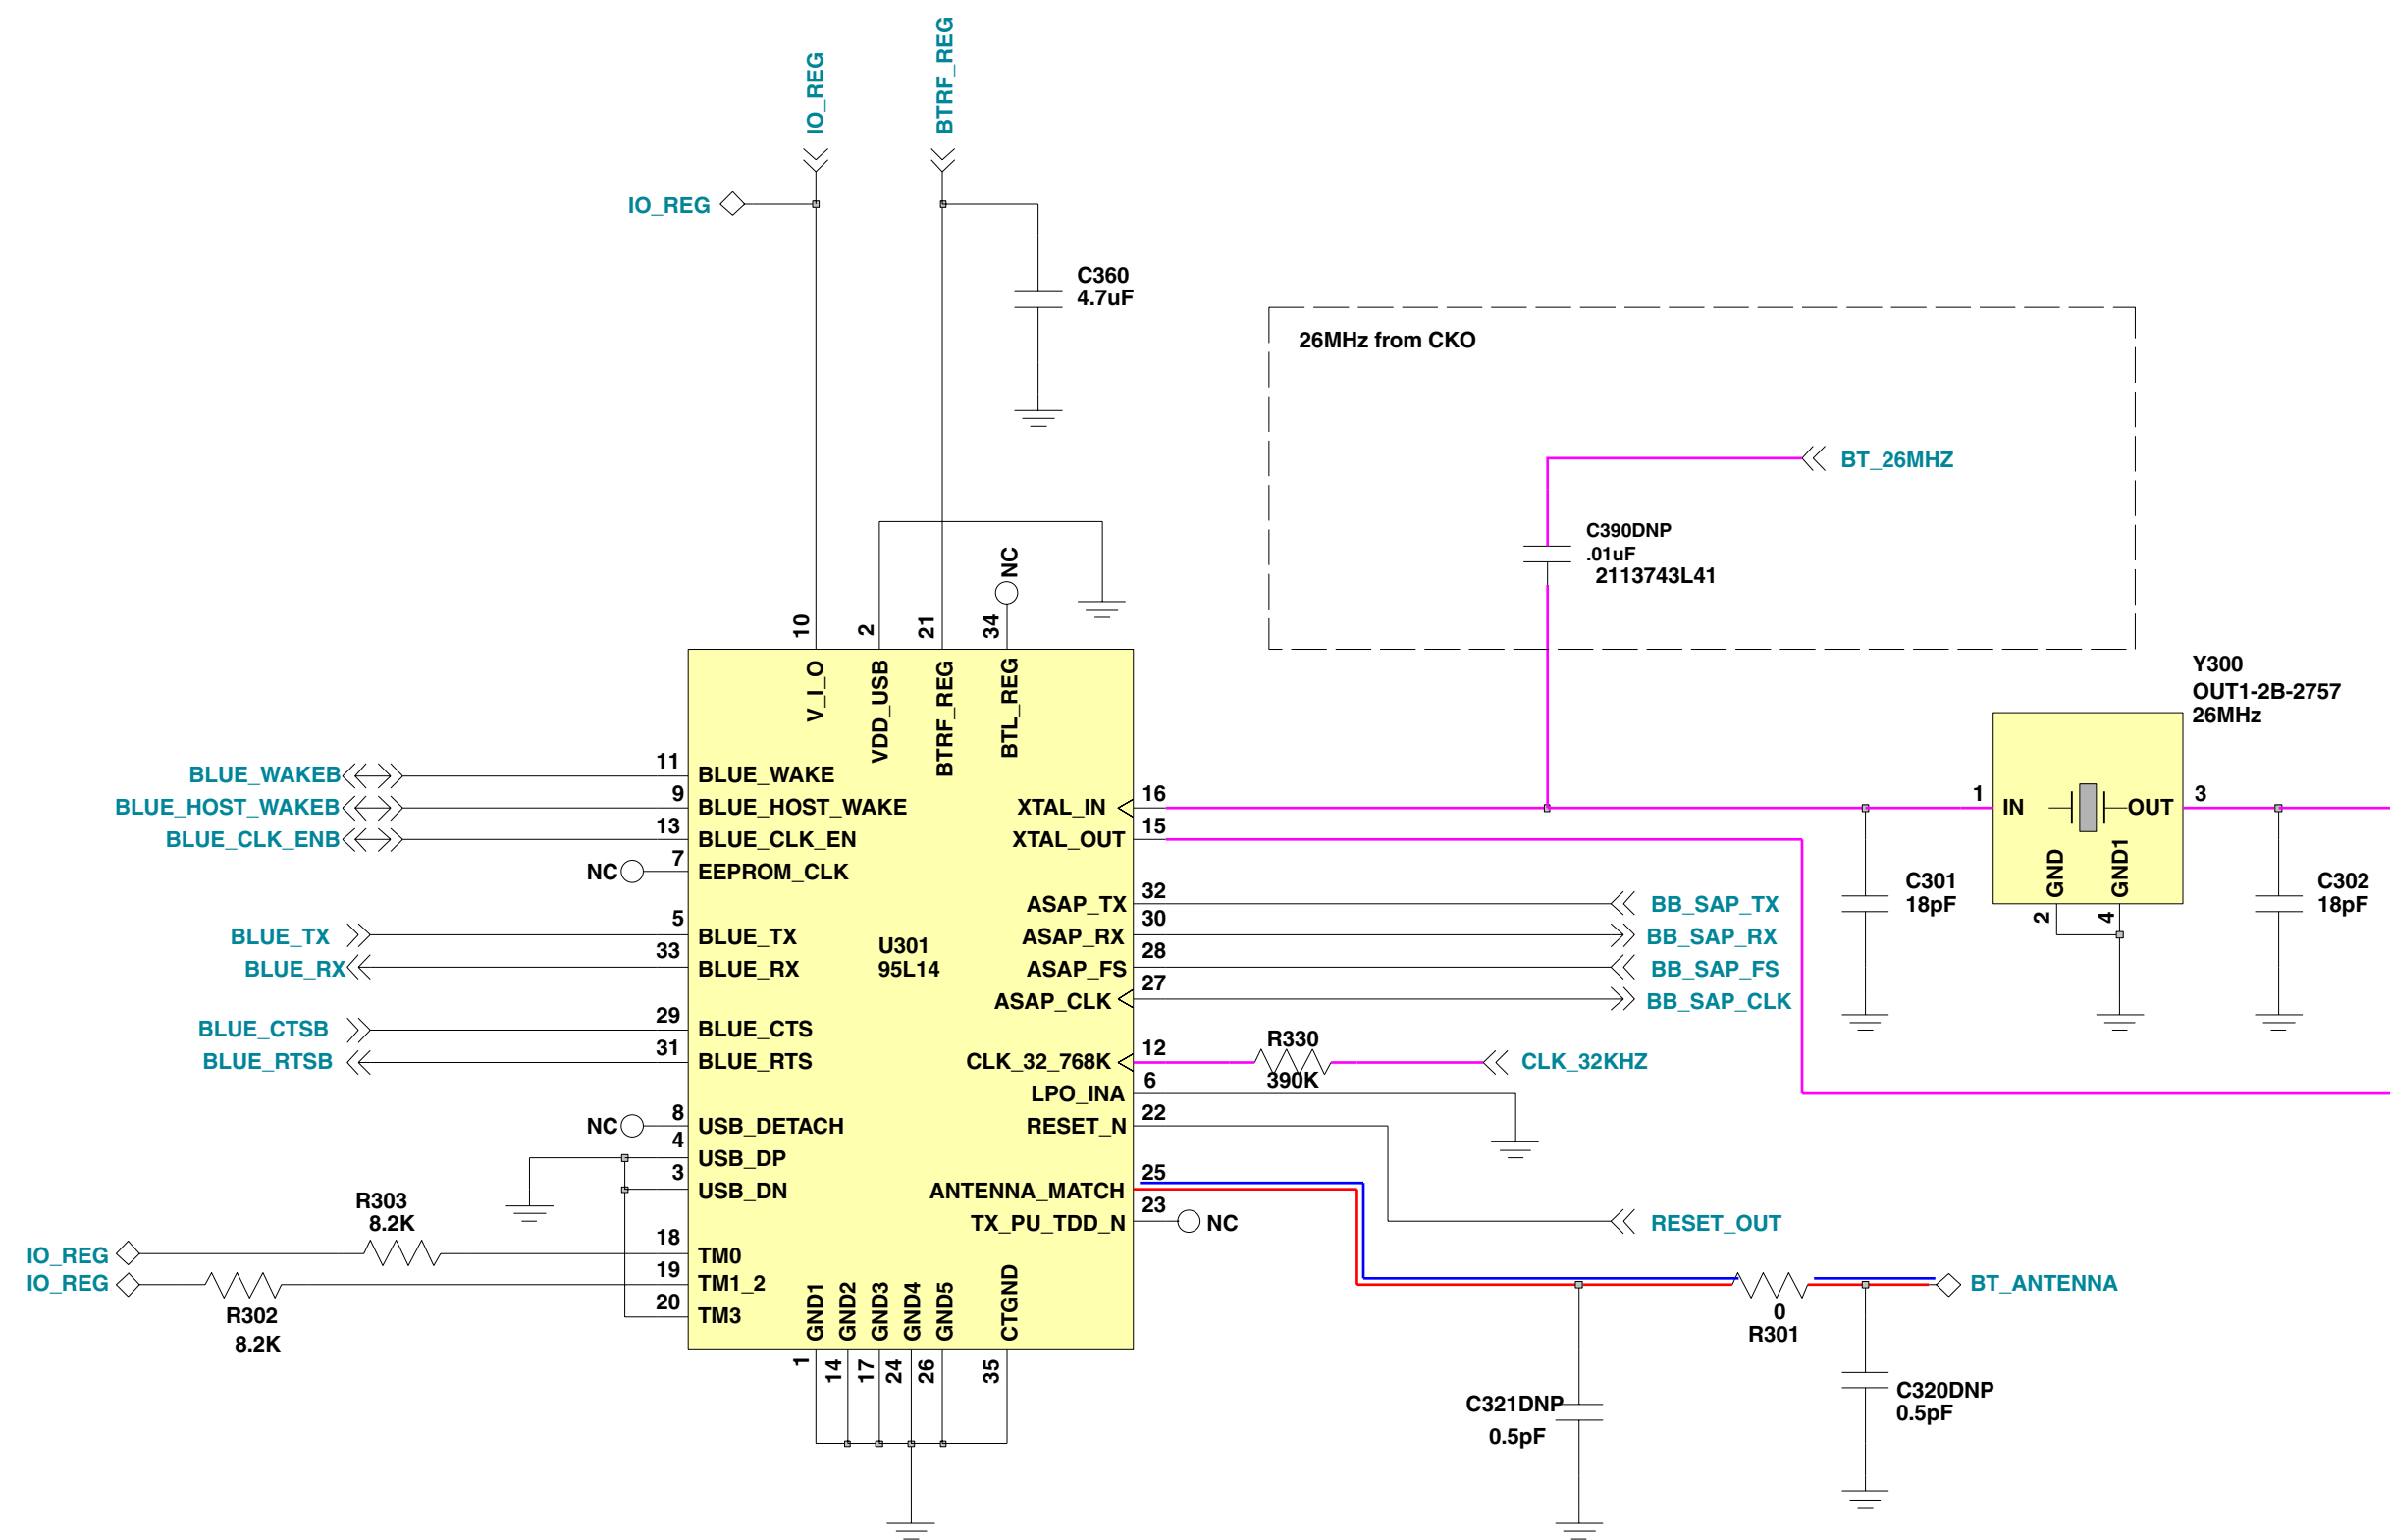 IO_REG
BTRF_REG
IO_REG
C360
4.7uF
26MHz from CKO
BT_26MHZ
C390DNP
.01uF
2113743L41
NC
10
2
21
34
V_I_O
VDD_USB
BTRF_REG
BTL_REG
Y300
OUT1-2B-2757
26MHz
1
IN
OUT
3
GND
GND1
2
4
C301
18pF
C302
18pF
BLUE_WAKEB
11
BLUE_WAKE
BLUE_HOST_WAKEB
9
BLUE_HOST_WAKE
BLUE_CLK_ENB
13
BLUE_CLK_EN
NC
7
EEPROM_CLK
BLUE_TX
5
BLUE_TX
BLUE_RX
33
BLUE_RX
BLUE_CTSB
29
BLUE_CTS
BLUE_RTSB
31
BLUE_RTS
NC
8
USB_DETACH
4
USB_DP
3
USB_DN
R303
8.2K
IO_REG
18
TM0
IO_REG
19
TM1_2
R302
8.2K
20
TM3
U301
95L14
XTAL_IN
16
XTAL_OUT
15
ASAP_TX
32
BB_SAP_TX
ASAP_RX
30
BB_SAP_RX
ASAP_FS
28
BB_SAP_FS
ASAP_CLK
27
BB_SAP_CLK
CLK_32_768K
12
R330
390K
CLK_32KHZ
LPO_INA
6
RESET_N
22
ANTENNA_MATCH
25
TX_PU_TDD_N
23
NC
RESET_OUT
BT_ANTENNA
0
R301
C321DNP
0.5pF
C320DNP
0.5pF
GND1
GND2
GND3
GND4
GND5
CTGND
1
14
17
24
26
35